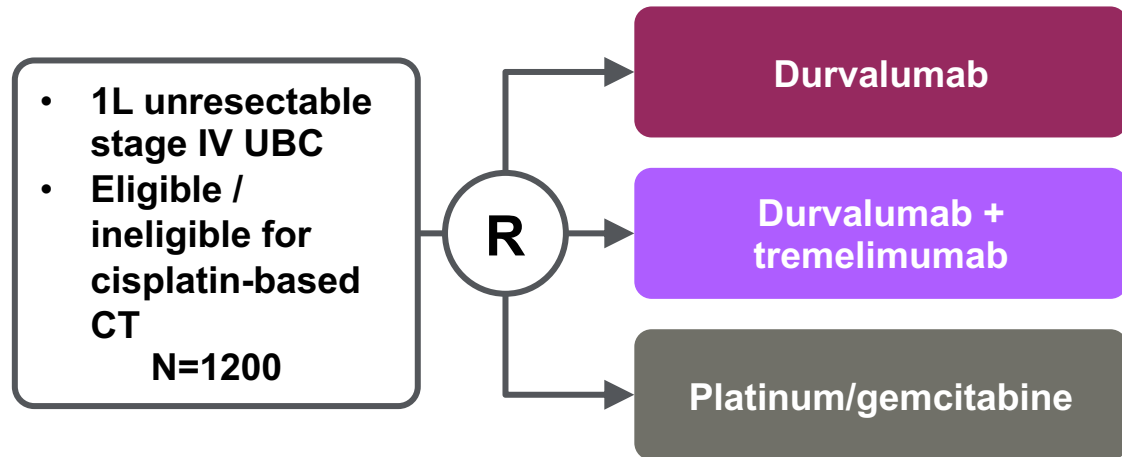 • 1L unresectable
stage IV UBC
• Eligible /
ineligible for
cisplatin-based
CT
N=1200
R
Durvalumab
Durvalumab +
tremelimumab
Platinum/gemcitabine